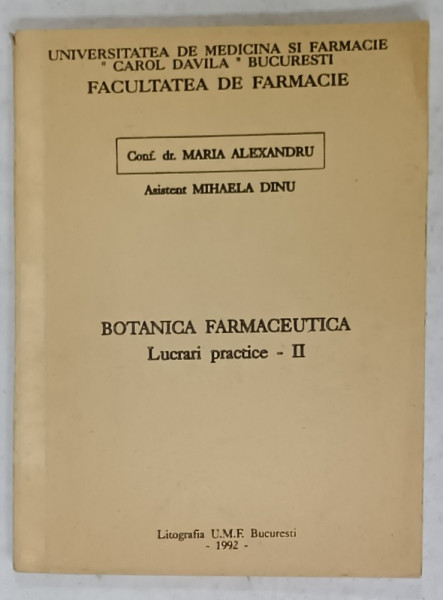 UNIVERSITATEA DE MEDICINA SI FARMACIE
" CAROL DAVILA " BUCURESTI
FACULTATEA DE FARMACIE
Conf. dr. MARIA ALEXANDRU
Asistent MIHAELA DINU
BOTANICA FARMACEUTICA
Lucrari practice - II
Litografia U.M.F. Bucuresti
- 1992 -